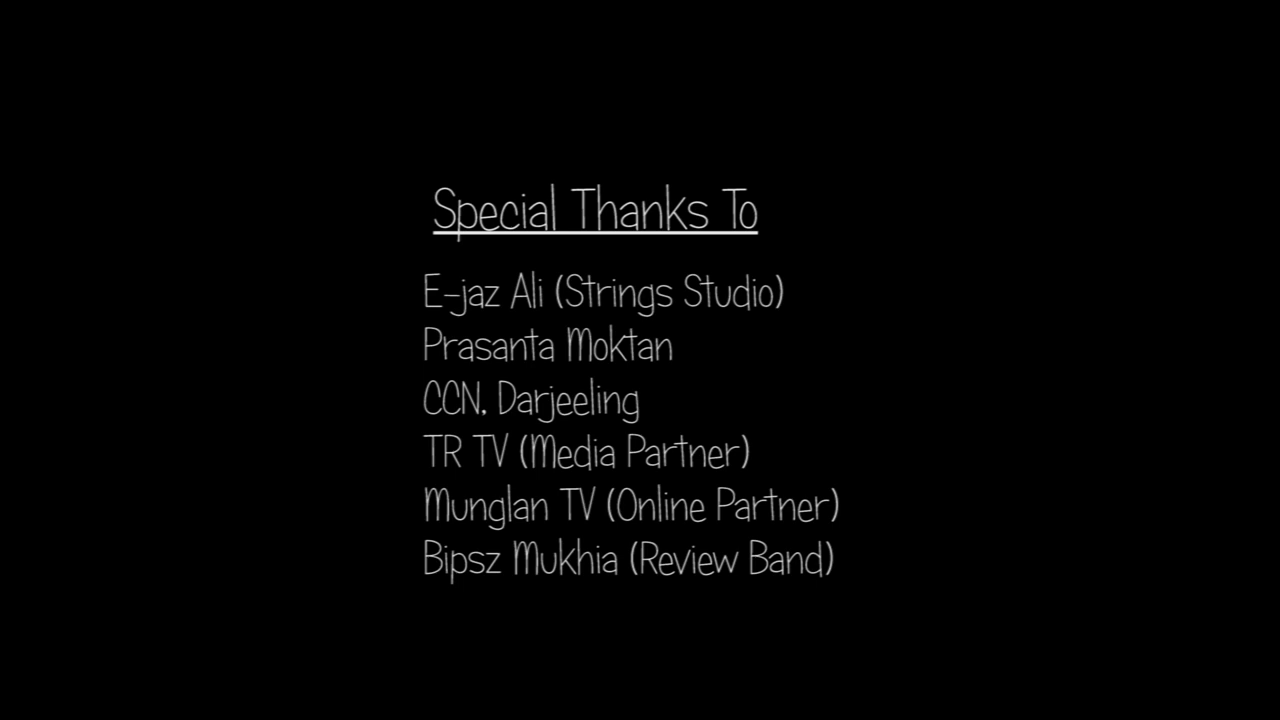 Special Thanks To
E-jaz Ali (Strings Studio)
Prasanta Moktan
CCN, Darjeeling
TR TV (Media Partner)
Munglan TV (Online Partner)
Bipsz Mukhia (Review Band)